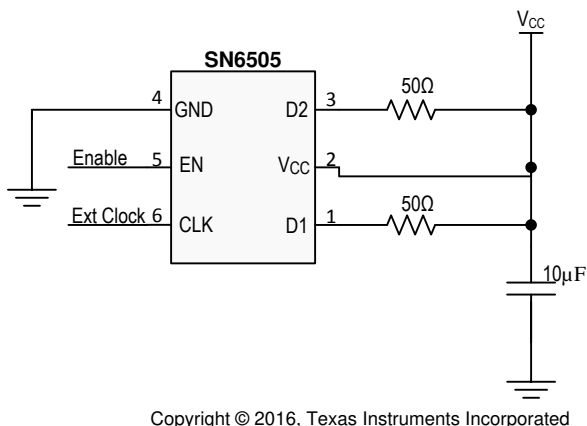 VCC
SN6505
50Ω
4 GND D2 3
Enable 5 EN VCC 2
50Ω
Ext Clock 6 CLK D1 1
10µF
Copyright © 2016, Texas Instruments Incorporated